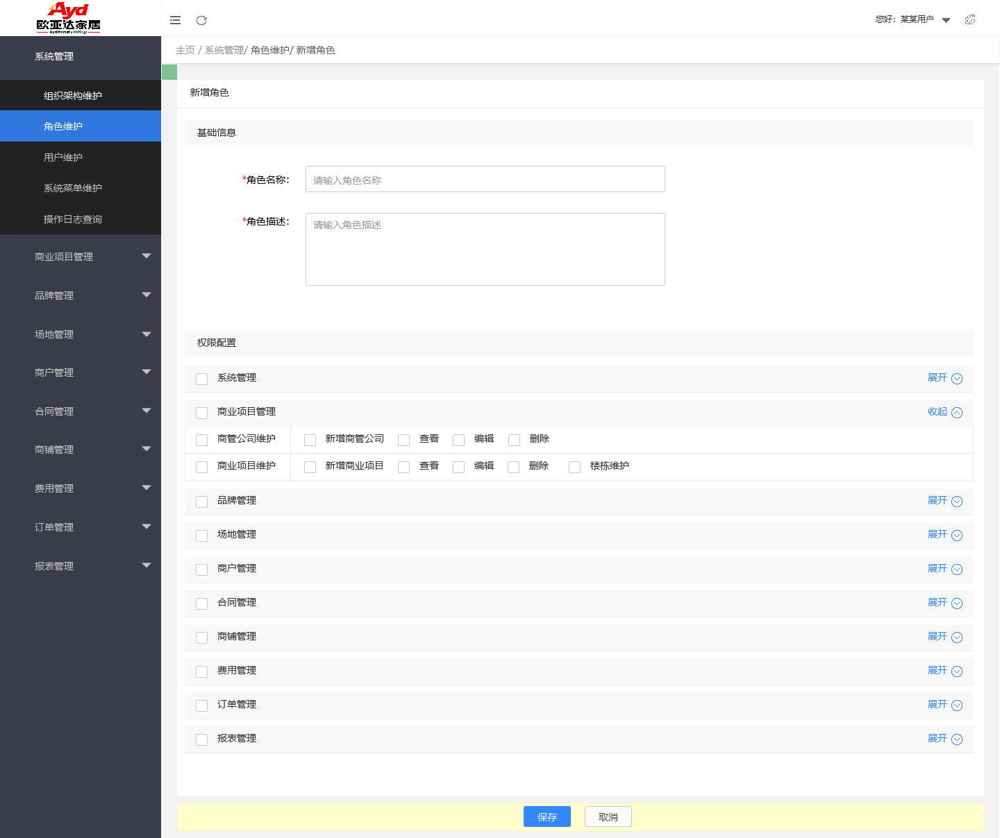 Ayd
欧亚达家居
AydHomeFurnishings
您好：某某用户
主页 / 系统管理/ 角色维护/ 新增角色
系统管理
组织架构维护
角色维护
用户维护
系统菜单维护
操作日志查询
商业项目管理
品牌管理
场地管理
商户管理
合同管理
商铺管理
费用管理
订单管理
报表管理
新增角色
基础信息
*角色名称：
请输入角色名称
*角色描述：
请输入角色描述
权限配置
系统管理 展开
商业项目管理 收起
商管公司维护 新增商管公司 查看 编辑 删除
商业项目维护 新增商业项目 查看 编辑 删除 楼栋维护
品牌管理 展开
场地管理 展开
商户管理 展开
合同管理 展开
商铺管理 展开
费用管理 展开
订单管理 展开
报表管理 展开
保存 取消